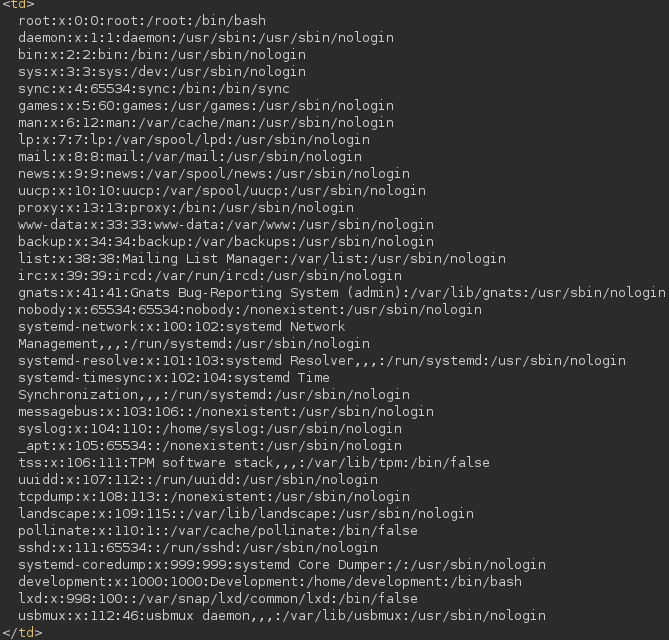 <td>
root:x:0:0:root:/root:/bin/bash
daemon:x:1:1:daemon:/usr/sbin:/usr/sbin/nologin
bin:x:2:2:bin:/bin:/usr/sbin/nologin
sys:x:3:3:sys:/dev:/usr/sbin/nologin
sync:x:4:65534:sync:/bin:/bin/sync
games:x:5:60:games:/usr/games:/usr/sbin/nologin
man:x:6:12:man:/var/cache/man:/usr/sbin/nologin
lp:x:7:7:lp:/var/spool/lpd:/usr/sbin/nologin
mail:x:8:8:mail:/var/mail:/usr/sbin/nologin
news:x:9:9:news:/var/spool/news:/usr/sbin/nologin
uucp:x:10:10:uucp:/var/spool/uucp:/usr/sbin/nologin
proxy:x:13:13:proxy:/bin:/usr/sbin/nologin
www-data:x:33:33:www-data:/var/www:/usr/sbin/nologin
backup:x:34:34:backup:/var/backups:/usr/sbin/nologin
list:x:38:38:Mailing List Manager:/var/list:/usr/sbin/nologin
irc:x:39:39:ircd:/var/run/ircd:/usr/sbin/nologin
gnats:x:41:41:Gnats Bug-Reporting System (admin):/var/lib/gnats:/usr/sbin/nologin
nobody:x:65534:65534:nobody:/nonexistent:/usr/sbin/nologin
systemd-network:x:100:102:systemd Network
Management,,,:/run/systemd:/usr/sbin/nologin
systemd-resolve:x:101:103:systemd Resolver,,,:/run/systemd:/usr/sbin/nologin
systemd-timesync:x:102:104:systemd Time
Synchronization,,,:/run/systemd:/usr/sbin/nologin
messagebus:x:103:106::/nonexistent:/usr/sbin/nologin
syslog:x:104:110::/home/syslog:/usr/sbin/nologin
_apt:x:105:65534::/nonexistent:/usr/sbin/nologin
tss:x:106:111:TPM software stack,,,:/var/lib/tpm:/bin/false
uuidd:x:107:112::/run/uuidd:/usr/sbin/nologin
tcpdump:x:108:113::/nonexistent:/usr/sbin/nologin
landscape:x:109:115::/var/lib/landscape:/usr/sbin/nologin
pollinate:x:110:1::/var/cache/pollinate:/bin/false
sshd:x:111:65534::/run/sshd:/usr/sbin/nologin
systemd-coredump:x:999:999:systemd Core Dumper:/:/usr/sbin/nologin
development:x:1000:1000:Development:/home/development:/bin/bash
lxd:x:998:100::/var/snap/lxd/common/lxd:/bin/false
usbmux:x:112:46:usbmux daemon,,,:/var/lib/usbmux:/usr/sbin/nologin
</td>